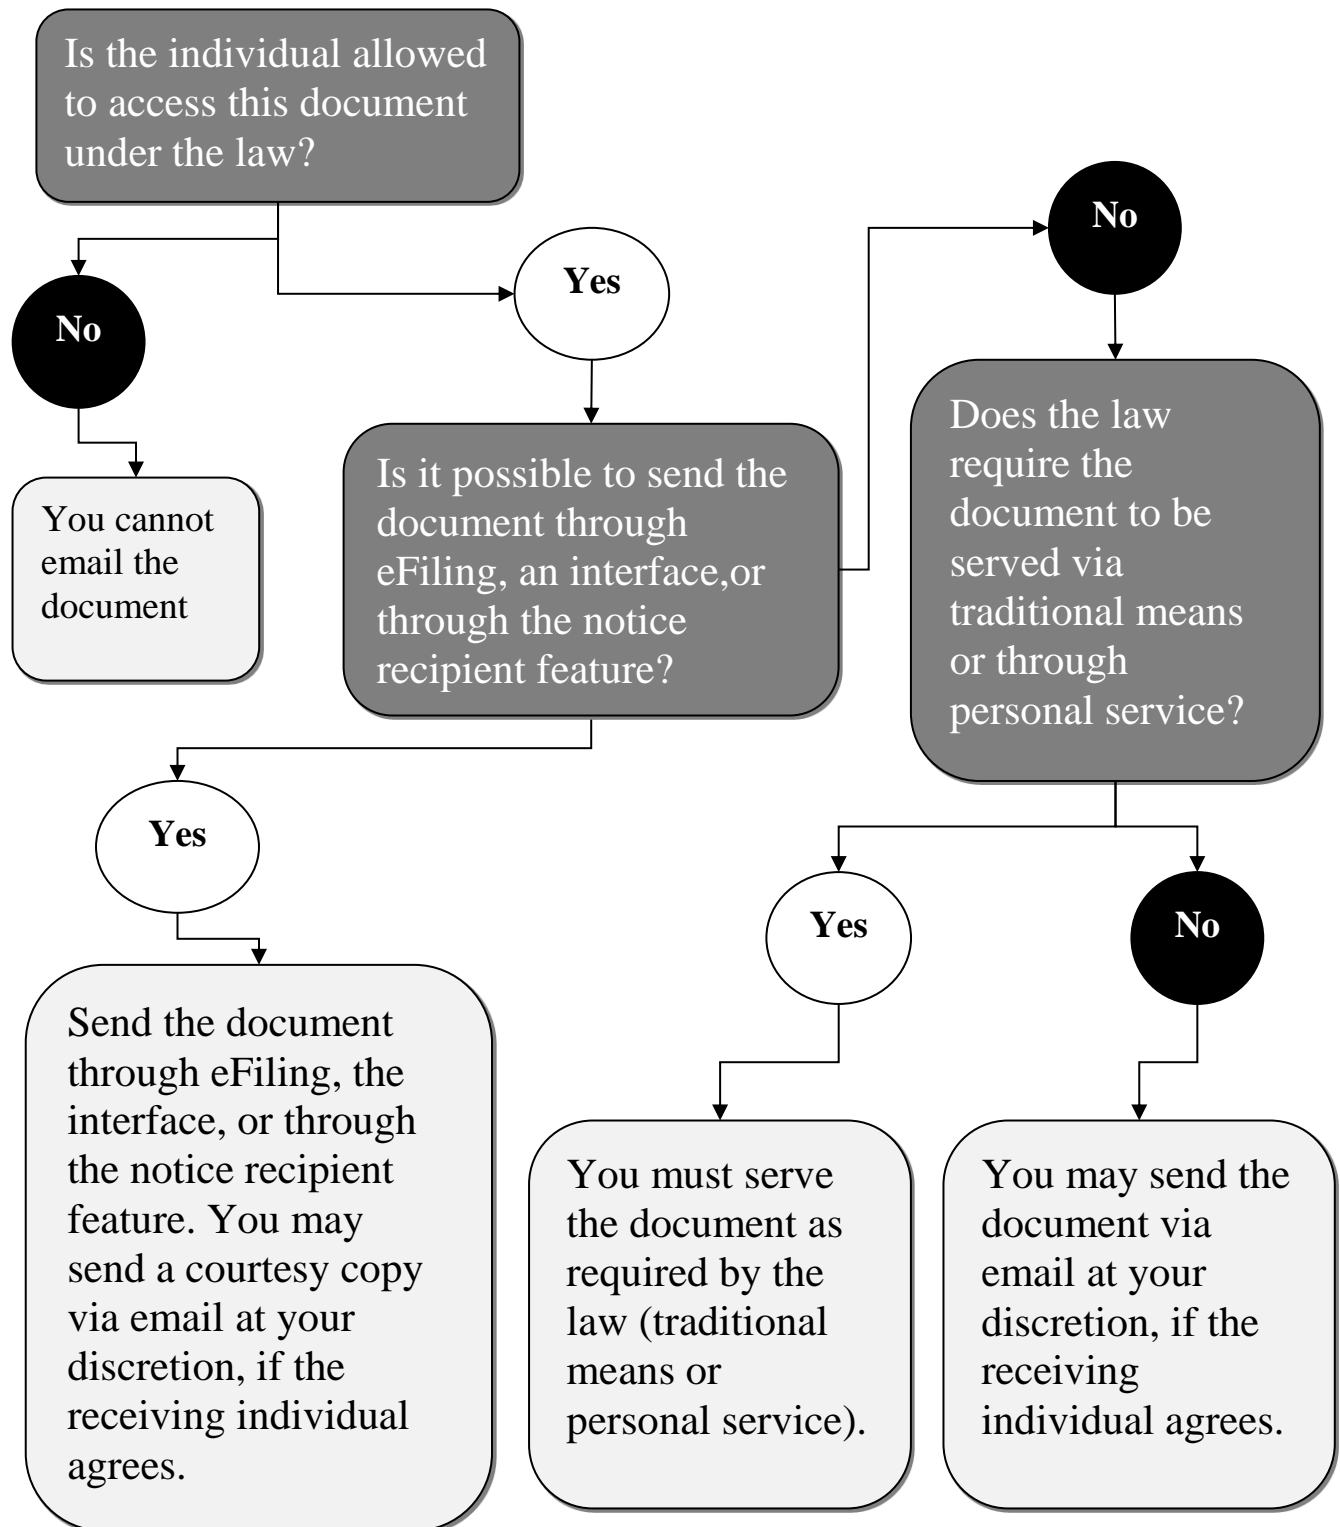 Is the individual allowed
to access this document
under the law?
No
Yes
No
You cannot
email the
document
Is it possible to send the
document through
eFiling, an interface,or
through the notice
recipient feature?
Does the law
require the
document to be
served via
traditional means
or through
personal service?
Yes
Yes
No
Send the document
through eFiling, the
interface, or through
the notice recipient
feature. You may
send a courtesy copy
via email at your
discretion, if the
receiving individual
agrees.
You must serve
the document as
required by the
law (traditional
means or
personal service).
You may send the
document via
email at your
discretion, if the
receiving
individual agrees.